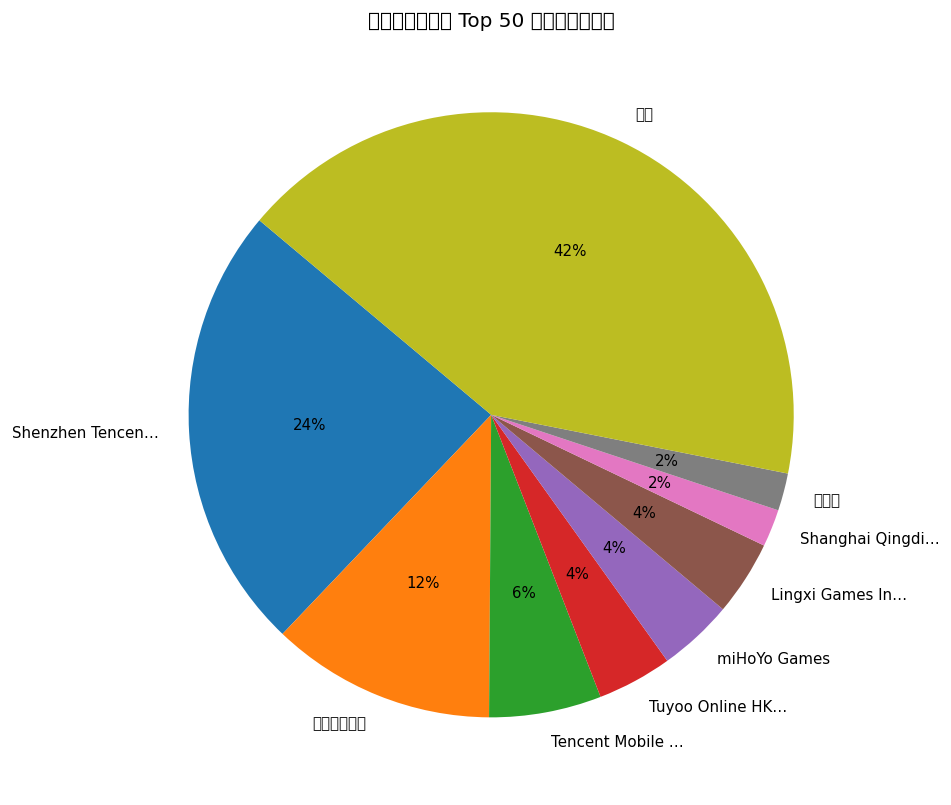 Top 50
42%
24%
Shenzhen Tencen…
2%
2%
4%
Shanghai Qingdi…
4%
4%
12%
6%
Lingxi Games In…
miHoYo Games
Tuyoo Online HK…
Tencent Mobile …